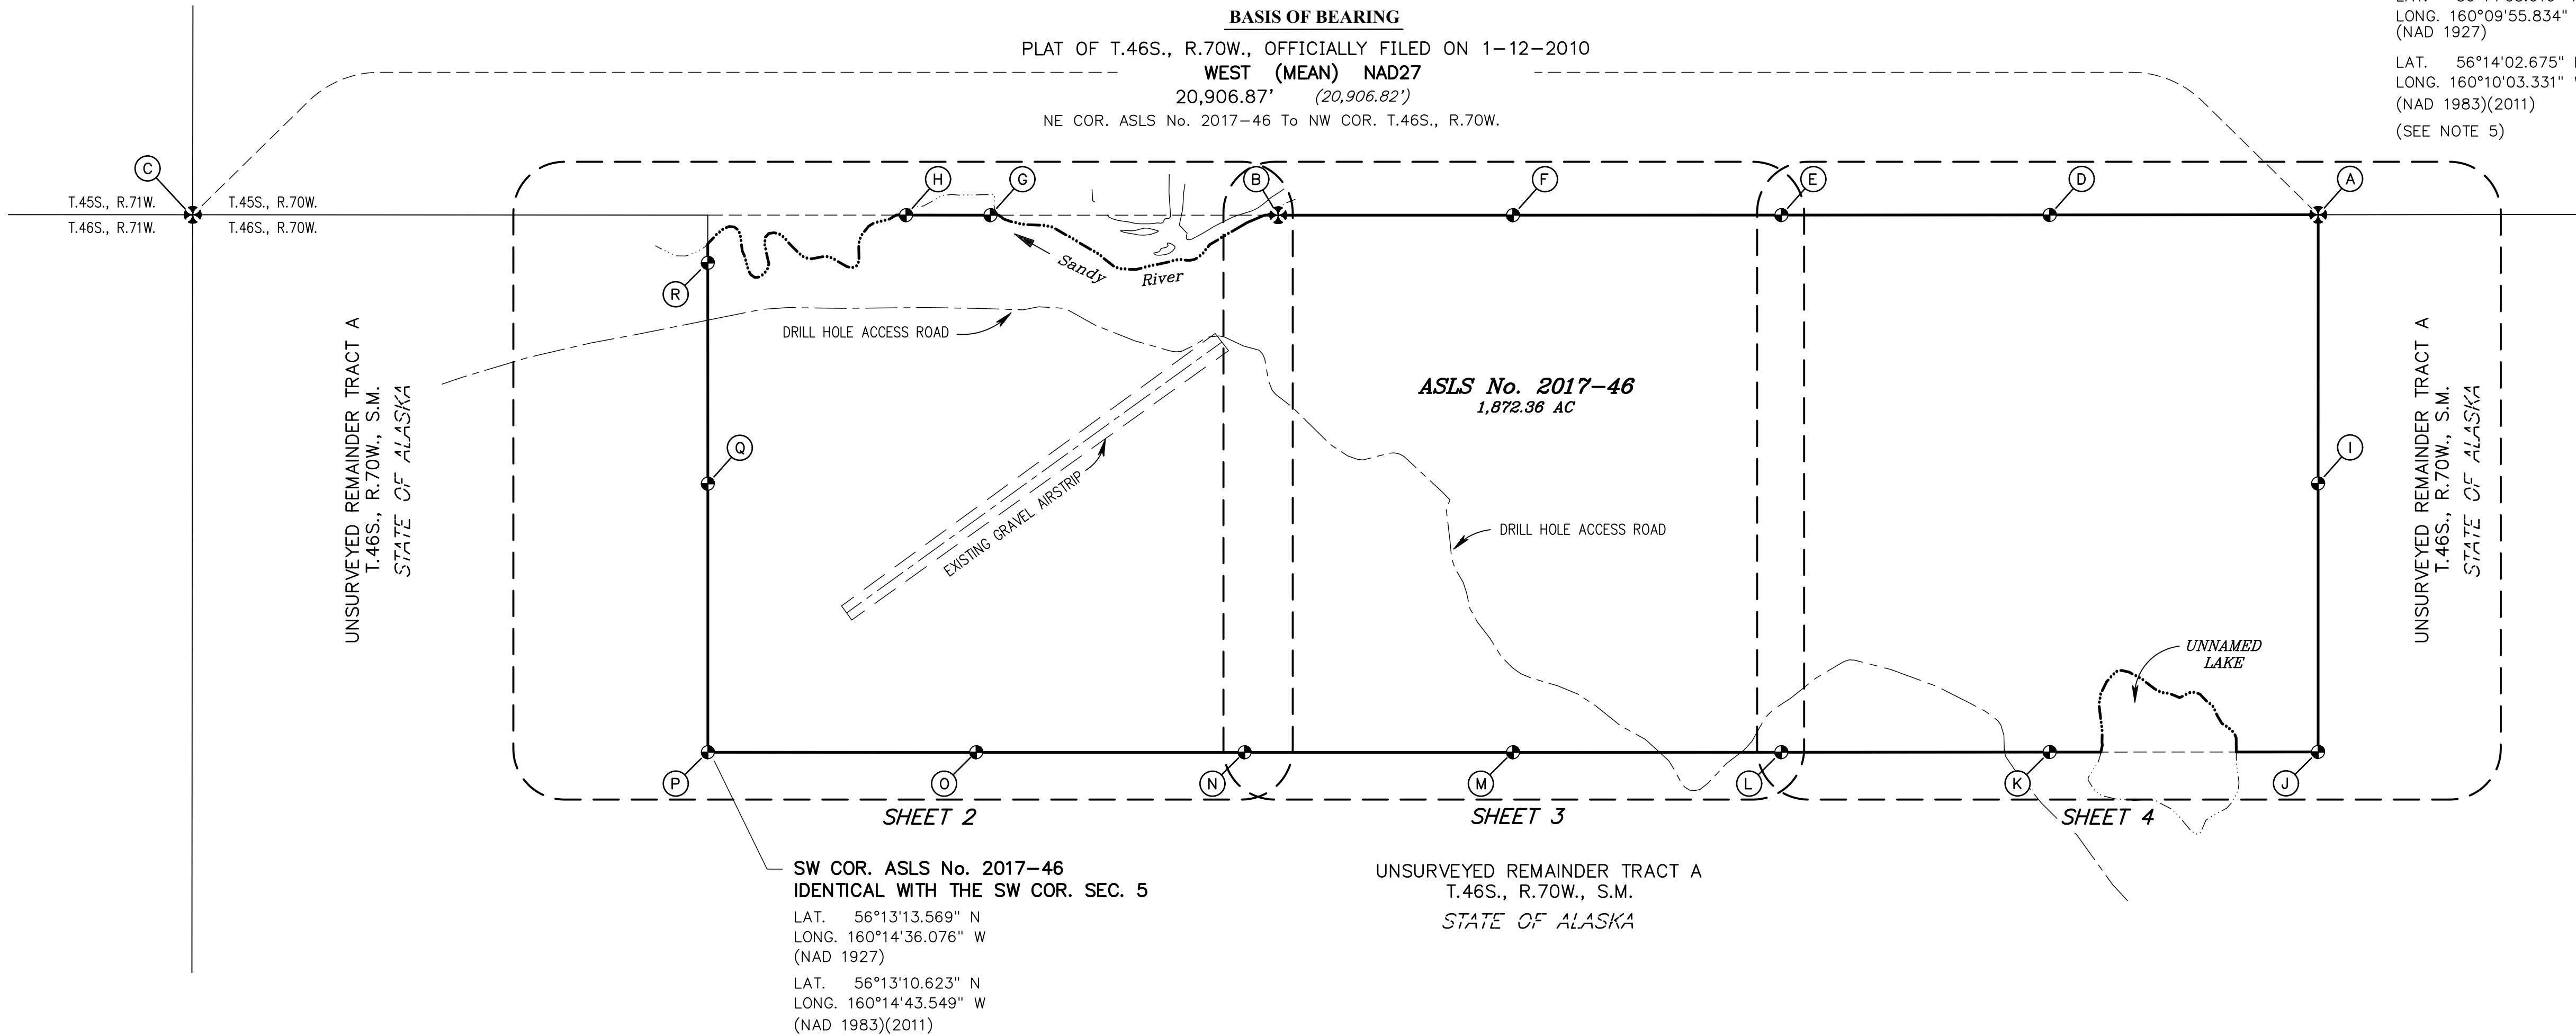 BASIS OF BEARING
PLAT OF T.46S., R.70W., OFFICIALLY FILED ON 1-12-2010
WEST (MEAN) NAD27
20,906.87' (20,906.82')
NE COR. ASLS No. 2017-46 To NW COR. T.46S., R.70W.
LONG. 160°09'55.834"
(NAD 1927)
LAT. 56°14'02.675"
LONG. 160°10'03.331"
(NAD 1983)(2011)
(SEE NOTE 5)
C
H
G
B
F
E
D
A
T.45S., R.71W.
T.45S., R.70W.
T.46S., R.71W.
T.46S., R.70W.
Sandy River
R
DRILL HOLE ACCESS ROAD
UNSURVEYED REMAINDER TRACT A
T.46S., R.70W., S.M.
STATE OF ALASKA
ASLS No. 2017-46
1,872.36 AC
UNSURVEYED REMAINDER TRACT A
T.46S., R.70W., S.M.
STATE OF ALASKA
Q
I
EXISTING GRAVEL AIRSTRIP
DRILL HOLE ACCESS ROAD
UNNAMED
LAKE
P
O
N
M
L
K
J
SHEET 2
SHEET 3
SHEET 4
SW COR. ASLS No. 2017-46
IDENTICAL WITH THE SW COR. SEC. 5
LAT. 56°13'13.569" N
LONG. 160°14'36.076" W
(NAD 1927)
LAT. 56°13'10.623" N
LONG. 160°14'43.549" W
(NAD 1983)(2011)
UNSURVEYED REMAINDER TRACT A
T.46S., R.70W., S.M.
STATE OF ALASKA